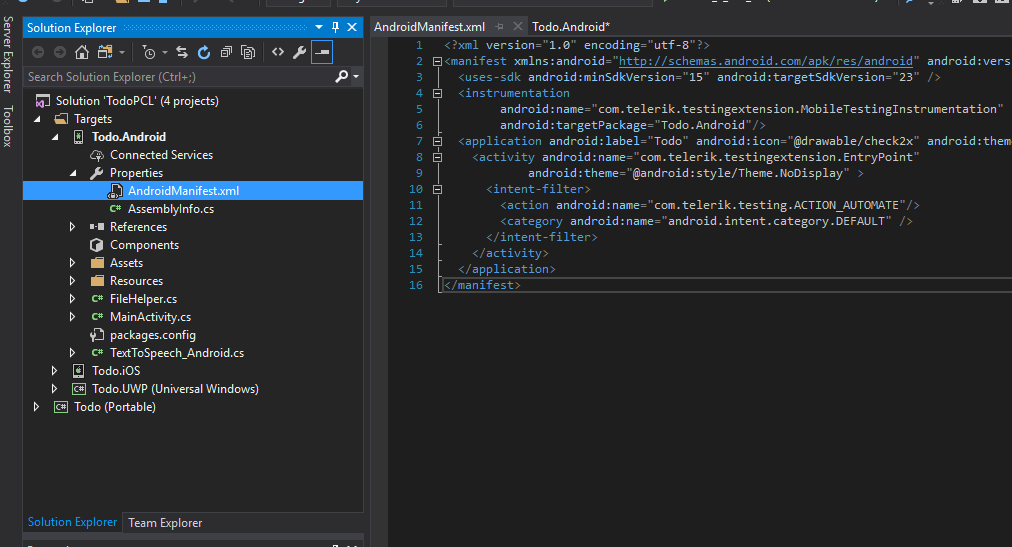 Server Explorer
Toolbox
Solution Explorer
Search Solution Explorer (Ctrl+;)
Solution 'TodoPCL' (4 projects)
Targets
Todo.Android
Connected Services
Properties
AndroidManifest.xml
AssemblyInfo.cs
References
Components
Assets
Resources
FileHelper.cs
MainActivity.cs
packages.config
TextToSpeech_Android.cs
Todo.iOS
Todo.UWP (Universal Windows)
Todo (Portable)
Solution Explorer
Team Explorer
AndroidManifest.xml
Todo.Android*
1 <?xml version="1.0" encoding="utf-8"?>
2 <manifest xmlns:android="http://schemas.android.com/apk/res/android" android:vers
3 <uses-sdk android:minSdkVersion="15" android:targetSdkVersion="23" />
4 <instrumentation
5 android:name="com.telerik.testingextension.MobileTestingInstrumentation"
6 android:targetPackage="Todo.Android"/>
7 <application android:label="Todo" android:icon="@drawable/check2x" android:them
8 <activity android:name="com.telerik.testingextension.EntryPoint"
9 android:theme="@android:style/Theme.NoDisplay" >
10 <intent-filter>
11 <action android:name="com.telerik.testing.ACTION_AUTOMATE"/>
12 <category android:name="android.intent.category.DEFAULT" />
13 </intent-filter>
14 </activity>
15 </application>
16 </manifest>